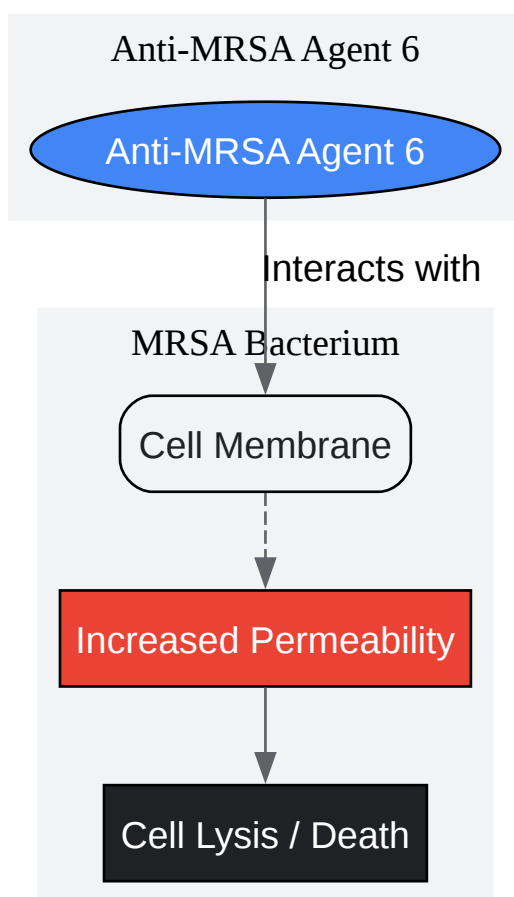 Anti-MRSA Agent 6
Anti-MRSA Agent 6
Interacts with
MRSA Bacterium
Cell Membrane
Increased Permeability
Cell Lysis / Death